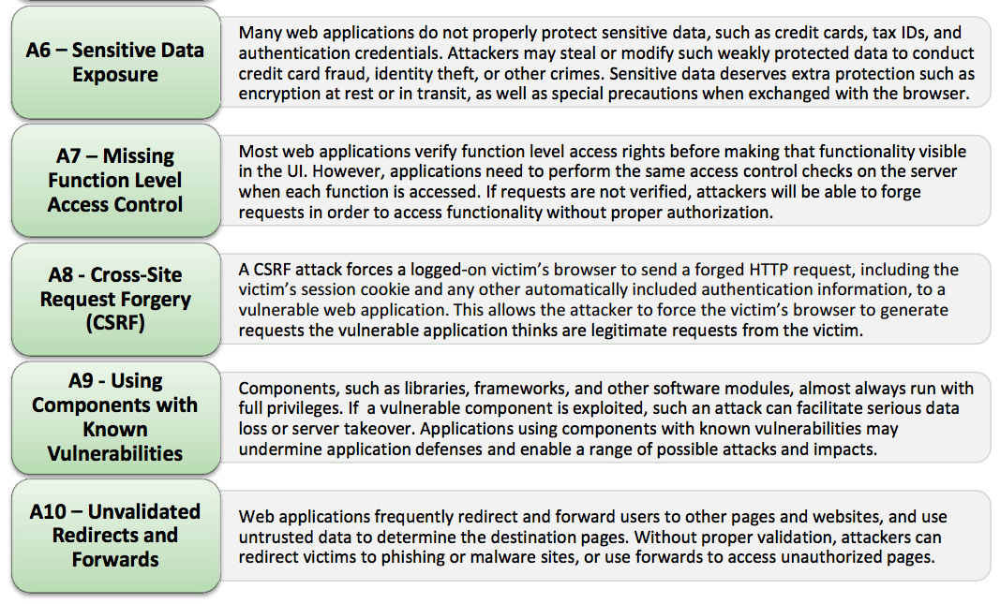 A6 – Sensitive Data
Exposure
Many web applications do not properly protect sensitive data, such as credit cards, tax IDs, and
authentication credentials. Attackers may steal or modify such weakly protected data to conduct
credit card fraud, identity theft, or other crimes. Sensitive data deserves extra protection such as
encryption at rest or in transit, as well as special precautions when exchanged with the browser.
A7 – Missing
Function Level
Access Control
Most web applications verify function level access rights before making that functionality visible
in the UI. However, applications need to perform the same access control checks on the server
when each function is accessed. If requests are not verified, attackers will be able to forge
requests in order to access functionality without proper authorization.
A8 - Cross-Site
Request Forgery
(CSRF)
A CSRF attack forces a logged-on victim’s browser to send a forged HTTP request, including the
victim’s session cookie and any other automatically included authentication information, to a
vulnerable web application. This allows the attacker to force the victim’s browser to generate
requests the vulnerable application thinks are legitimate requests from the victim.
A9 - Using
Components with
Known
Vulnerabilities
Components, such as libraries, frameworks, and other software modules, almost always run with
full privileges. If  a vulnerable component is exploited, such an attack can facilitate serious data
loss or server takeover. Applications using components with known vulnerabilities may
undermine application defenses and enable a range of possible attacks and impacts.
A10 – Unvalidated
Redirects and
Forwards
Web applications frequently redirect and forward users to other pages and websites, and use
untrusted data to determine the destination pages. Without proper validation, attackers can
redirect victims to phishing or malware sites, or use forwards to access unauthorized pages.